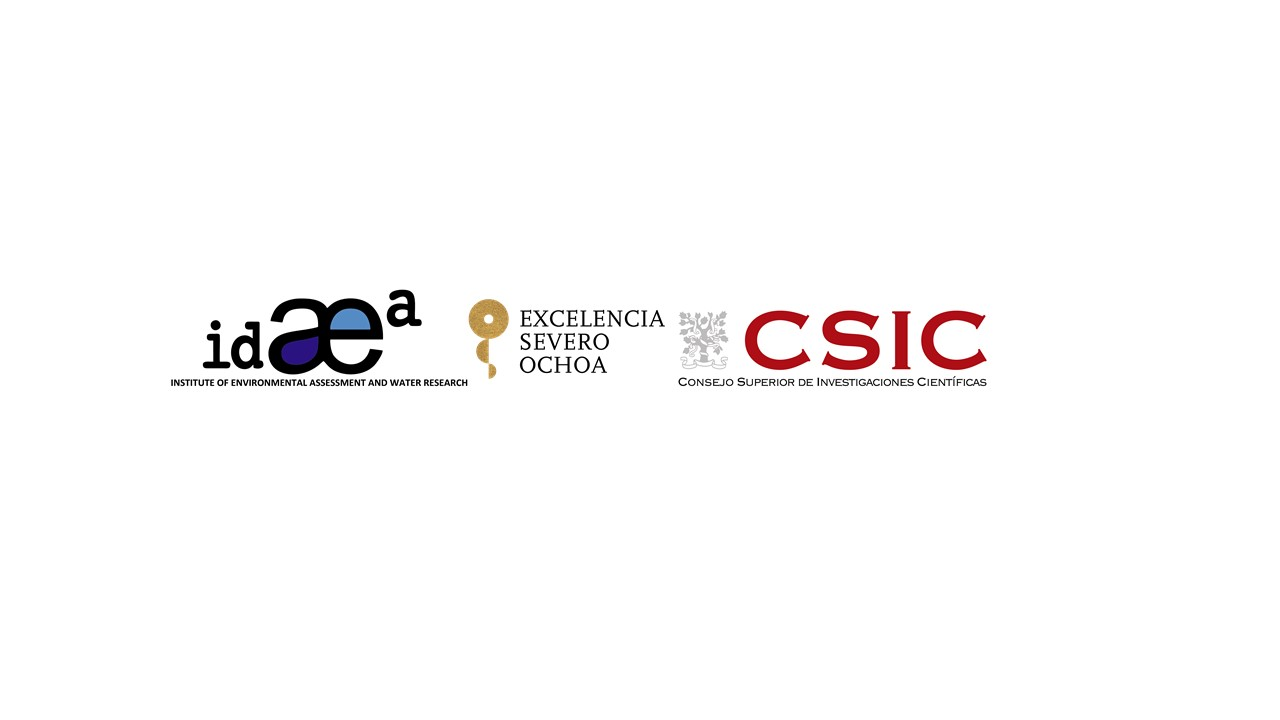 idæa
INSTITUTE OF ENVIRONMENTAL ASSESSMENT AND WATER RESEARCH
EXCELENCIA
SEVERO
OCHOA
CSIC
CONSEJO SUPERIOR DE INVESTIGACIONES CIENTÍFICAS